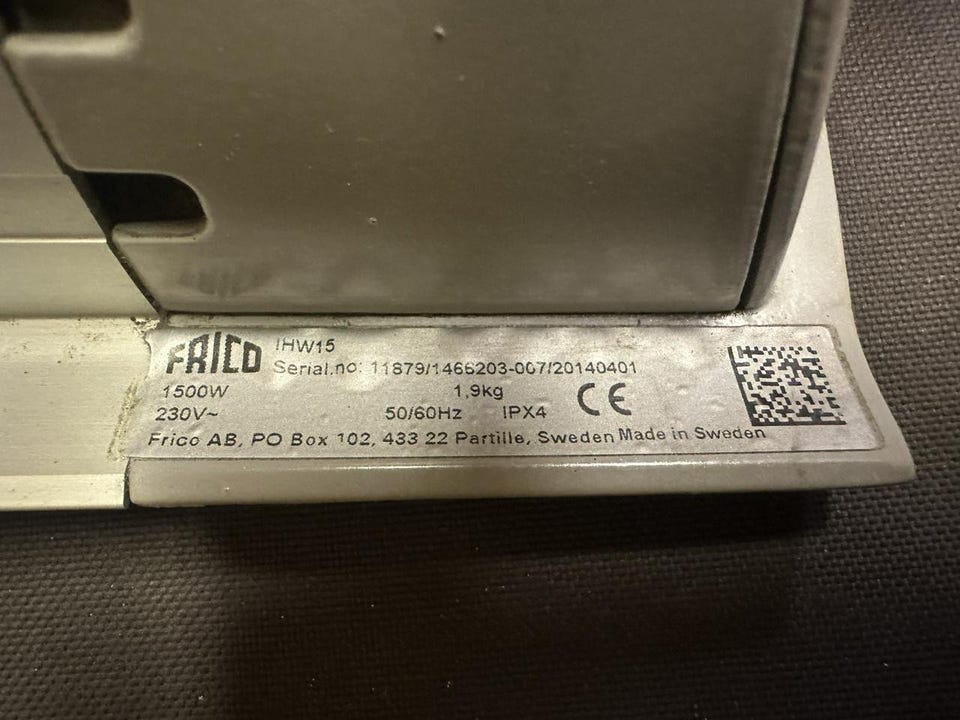 FRICO IHW15
Serial.no: 11879/1466203-007/20140401
1500W 1,9kg
230V~ 50/60Hz IPX4 CE
Frico AB, PO Box 102, 433 22 Partille, Sweden Made in Sweden